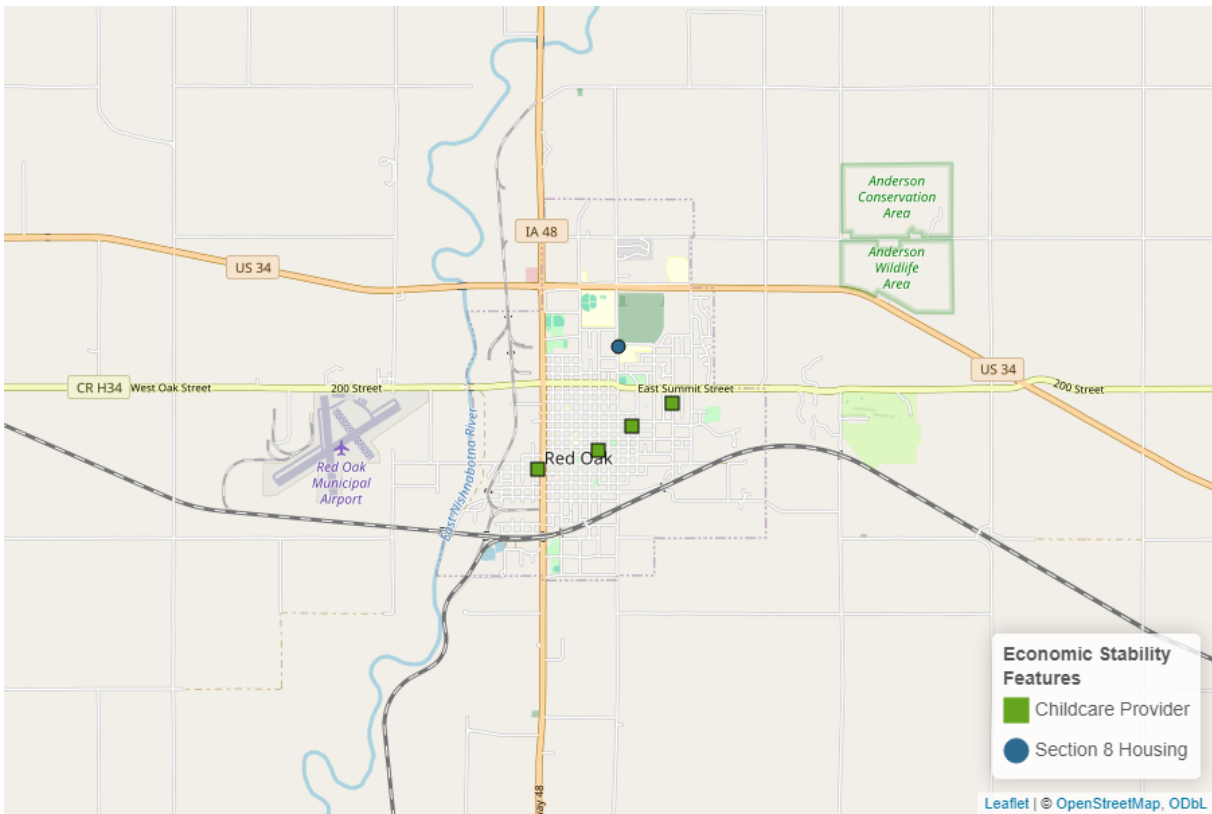 Anderson
Conservation
Area
IA 48
Anderson
Wildlife
Area
US 34
US 34
CR H34
West Oak Street
200 Street
East Summit Street
200 Street
East Nishnabotna River
Red Oak
Red Oak
Municipal
Airport
Economic Stability
Features
Childcare Provider
Section 8 Housing
way 48
Leaflet | © OpenStreetMap, ODbL